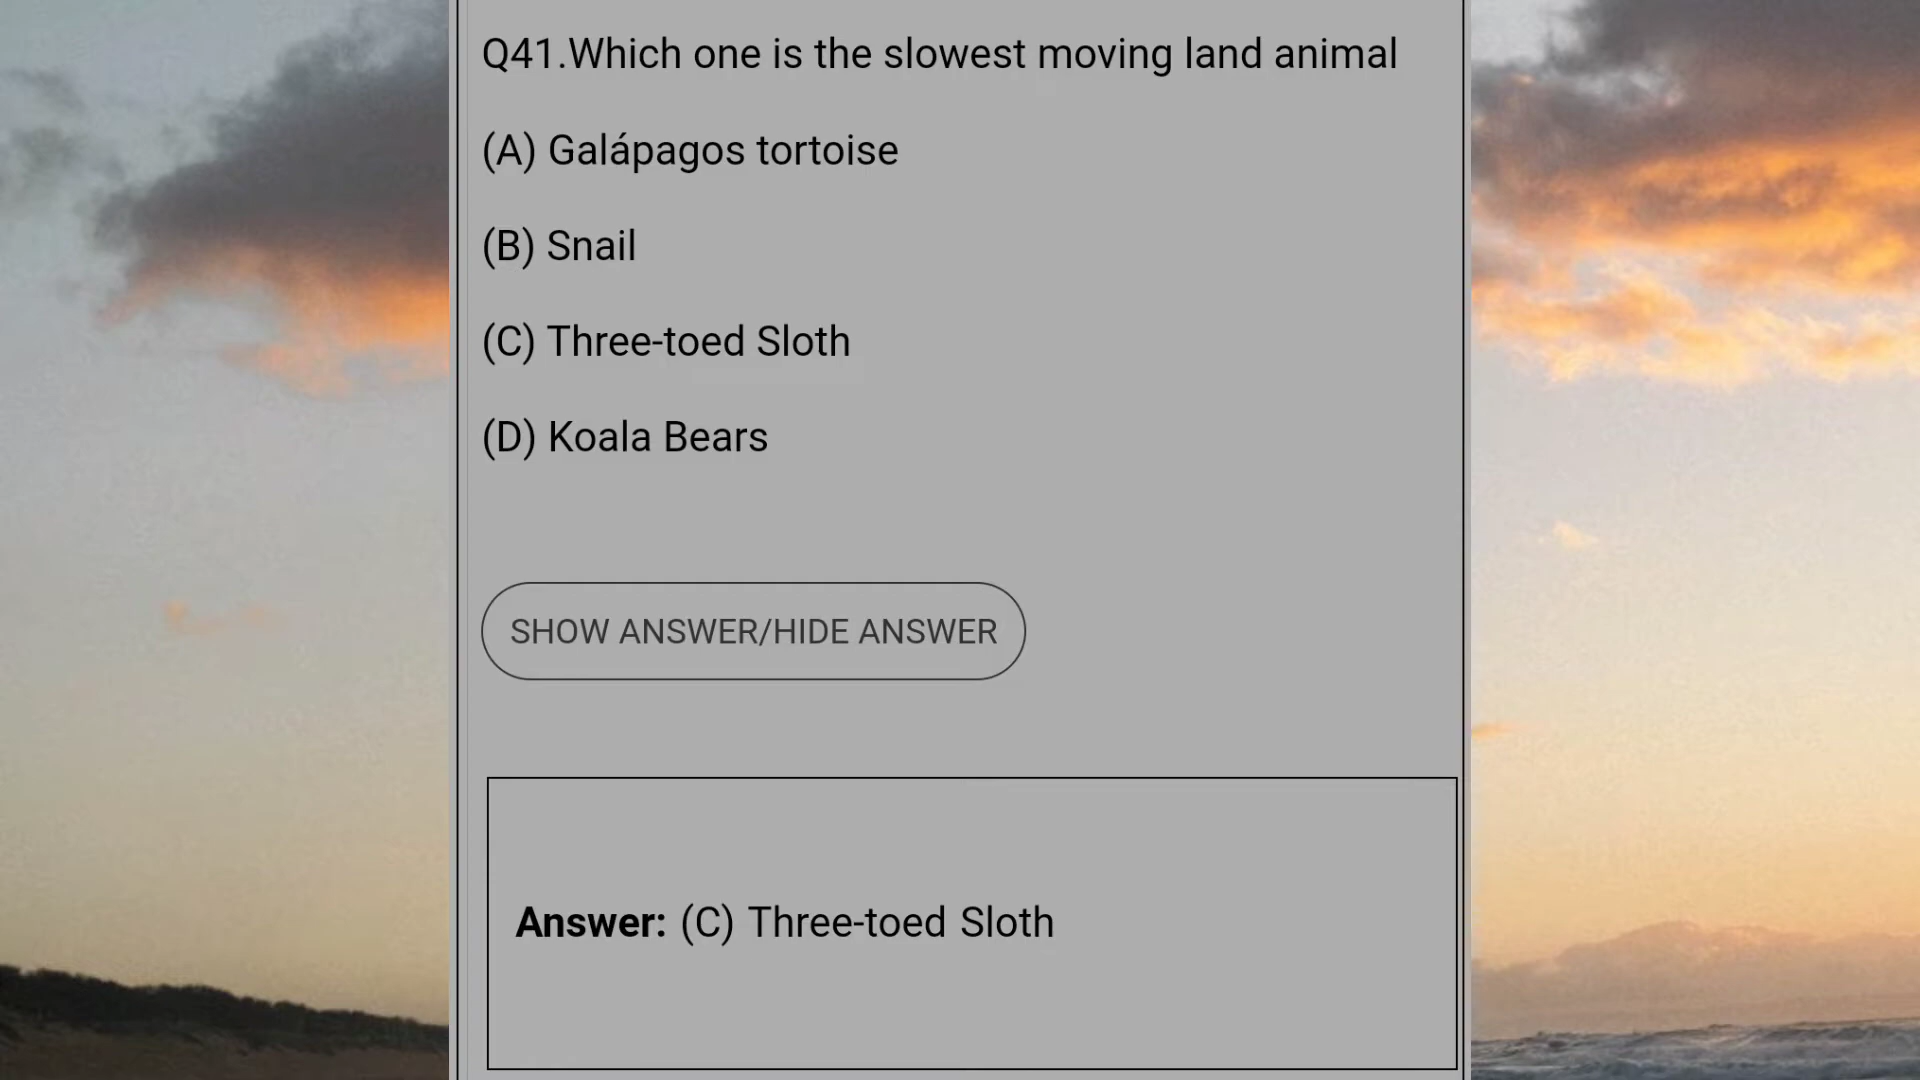 Q41.Which one is the slowest moving land animal
(A) Galápagos tortoise
(B) Snail
(C) Three-toed Sloth
(D) Koala Bears
SHOW ANSWER/HIDE ANSWER
Answer: (C) Three-toed Sloth